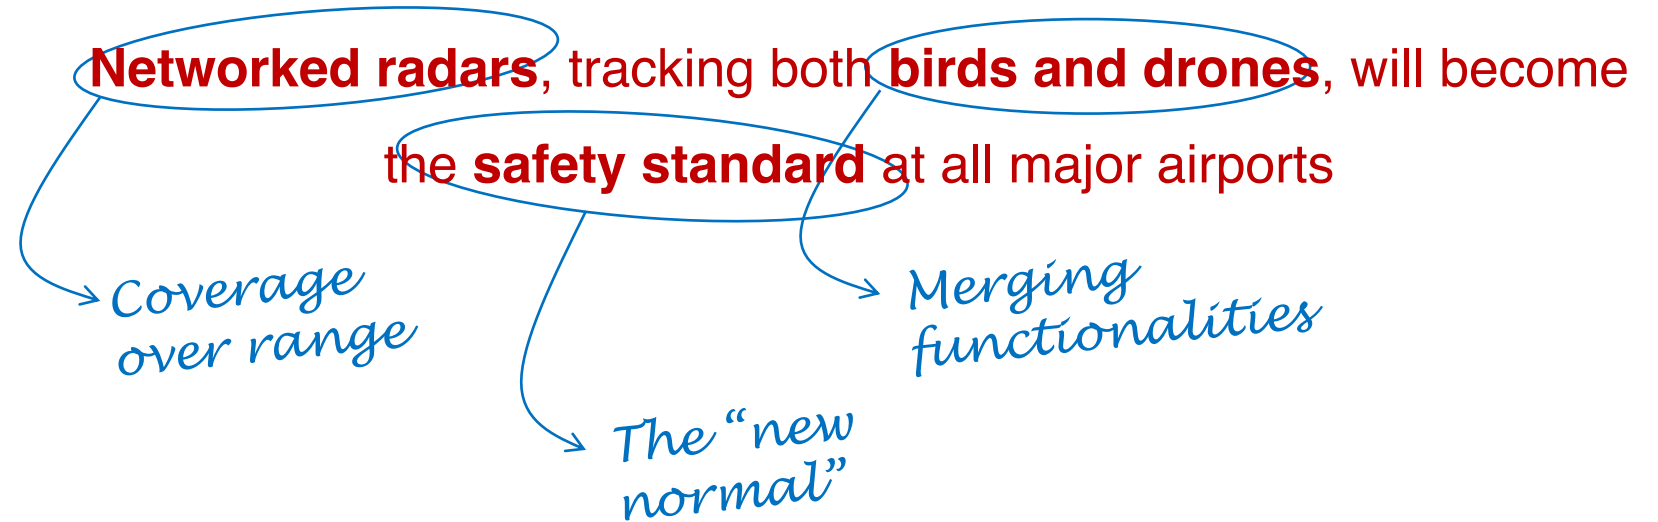 Networked radars, tracking both birds and drones, will become
the safety standard at all major airports
Coverage
over range
Merging
functionalities
The “new
normal”